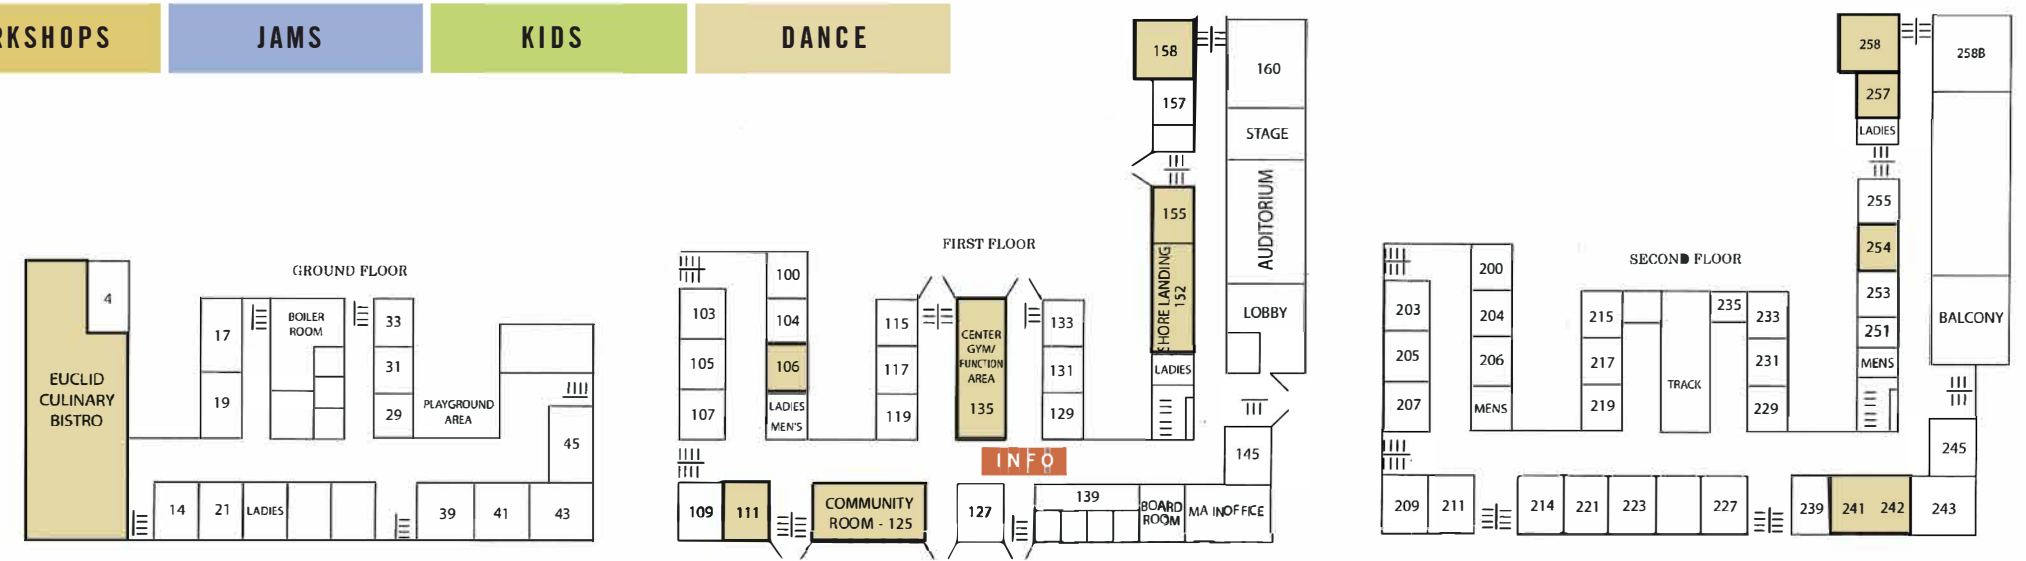 RKSHOPS
JAMS
KIDS
DANCE
GROUND FLOOR
4
EUCLID
CULINARY
BISTRO
17
19
BOILER
ROOM
33
31
29
PLAYGROUND
AREA
45
14
21
LADIES
39
41
43
FIRST FLOOR
100
103
104
105
106
107
LADIES
MEN'S
109
111
115
117
119
CENTER
GYM/
FUNCTION
AREA
135
133
131
129
INFO
COMMUNITY
ROOM - 125
127
139
BOARD
ROOM
MAIN OFFICE
145
158
157
155
SHORE LANDING
152
LADIES
160
STAGE
AUDITORIUM
LOBBY
SECOND FLOOR
200
203
204
205
206
207
MENS
209
211
215
217
219
TRACK
235
233
231
229
214
221
223
227
239
241
242
243
245
258
257
LADIES
255
254
253
251
MENS
258B
BALCONY